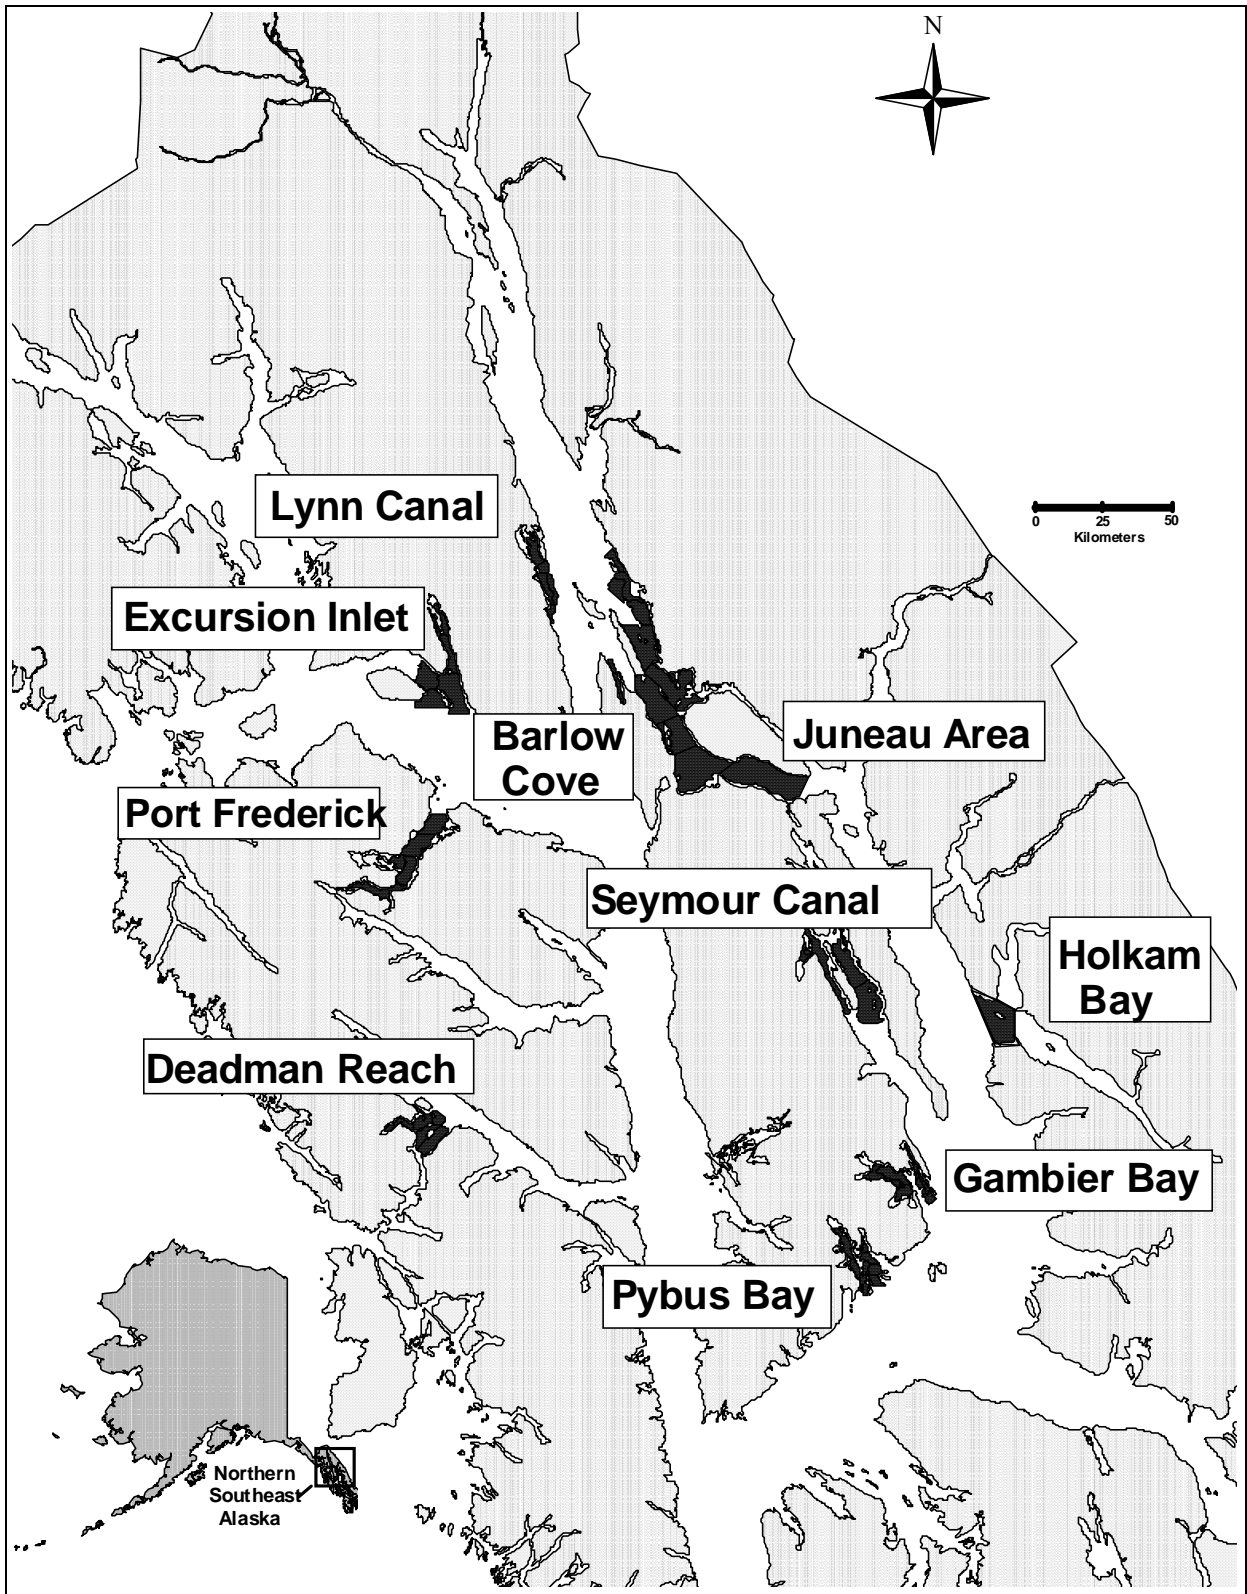 N
Lynn Canal
0 25 50
Kilometers
Excursion Inlet
Barlow
Cove
Juneau Area
Port Frederick
Seymour Canal
Holkam
Bay
Deadman Reach
Gambier Bay
Pybus Bay
Northern
Southeast
Alaska